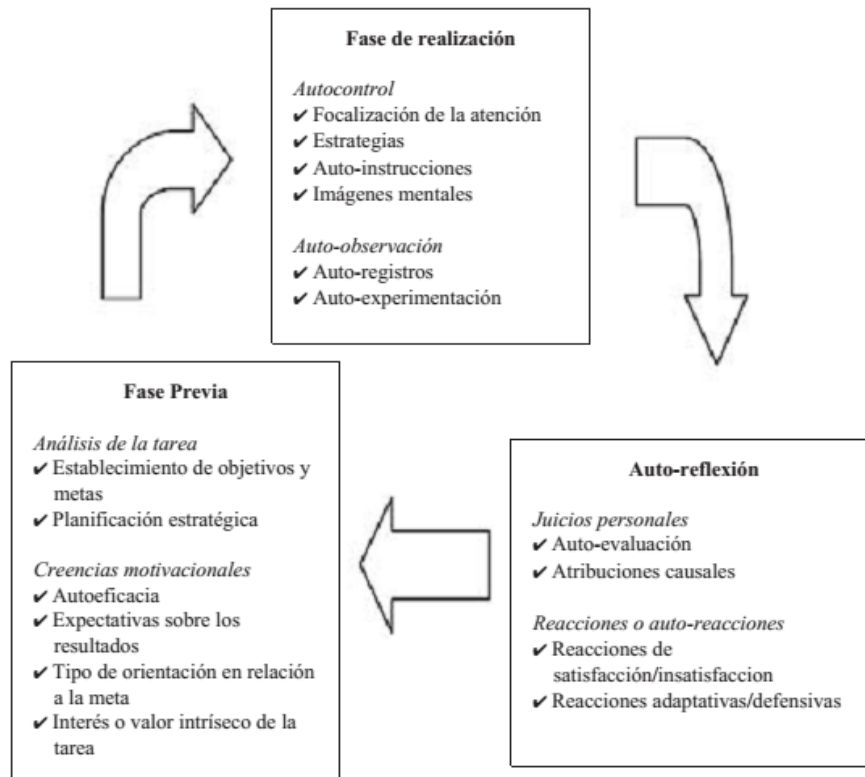 Fase de realización
Autocontrol
✔ Focalización de la atención
✔ Estrategias
✔ Auto-instrucciones
✔ Imágenes mentales
Auto-observación
✔ Auto-registros
✔ Auto-experimentación
Fase Previa
Análisis de la tarea
✔ Establecimiento de objetivos y
metas
✔ Planificación estratégica
Creencias motivacionales
✔ Autoeficacia
✔ Expectativas sobre los
resultados
✔ Tipo de orientación en relación
a la meta
✔ Interés o valor intríseco de la
tarea
Auto-reflexión
Juicios personales
✔ Auto-evaluación
✔ Atribuciones causales
Reacciones o auto-reacciones
✔ Reacciones de
satisfacción/insatisfaccion
✔ Reacciones adaptativas/defensivas